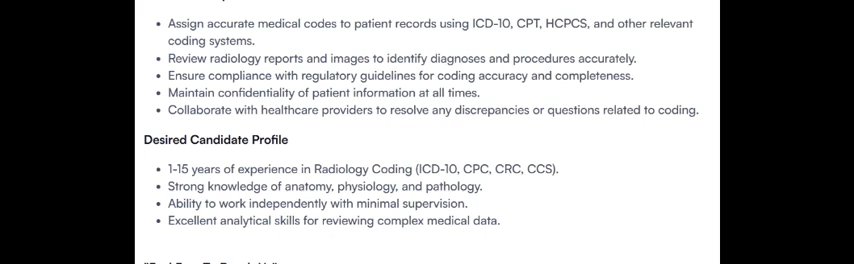 • Assign accurate medical codes to patient records using ICD-10, CPT, HCPCS, and other relevant
coding systems.
• Review radiology reports and images to identify diagnoses and procedures accurately.
• Ensure compliance with regulatory guidelines for coding accuracy and completeness.
• Maintain confidentiality of patient information at all times.
• Collaborate with healthcare providers to resolve any discrepancies or questions related to coding.
Desired Candidate Profile
• 1-15 years of experience in Radiology Coding (ICD-10, CPC, CRC, CCS).
• Strong knowledge of anatomy, physiology, and pathology.
• Ability to work independently with minimal supervision.
• Excellent analytical skills for reviewing complex medical data.